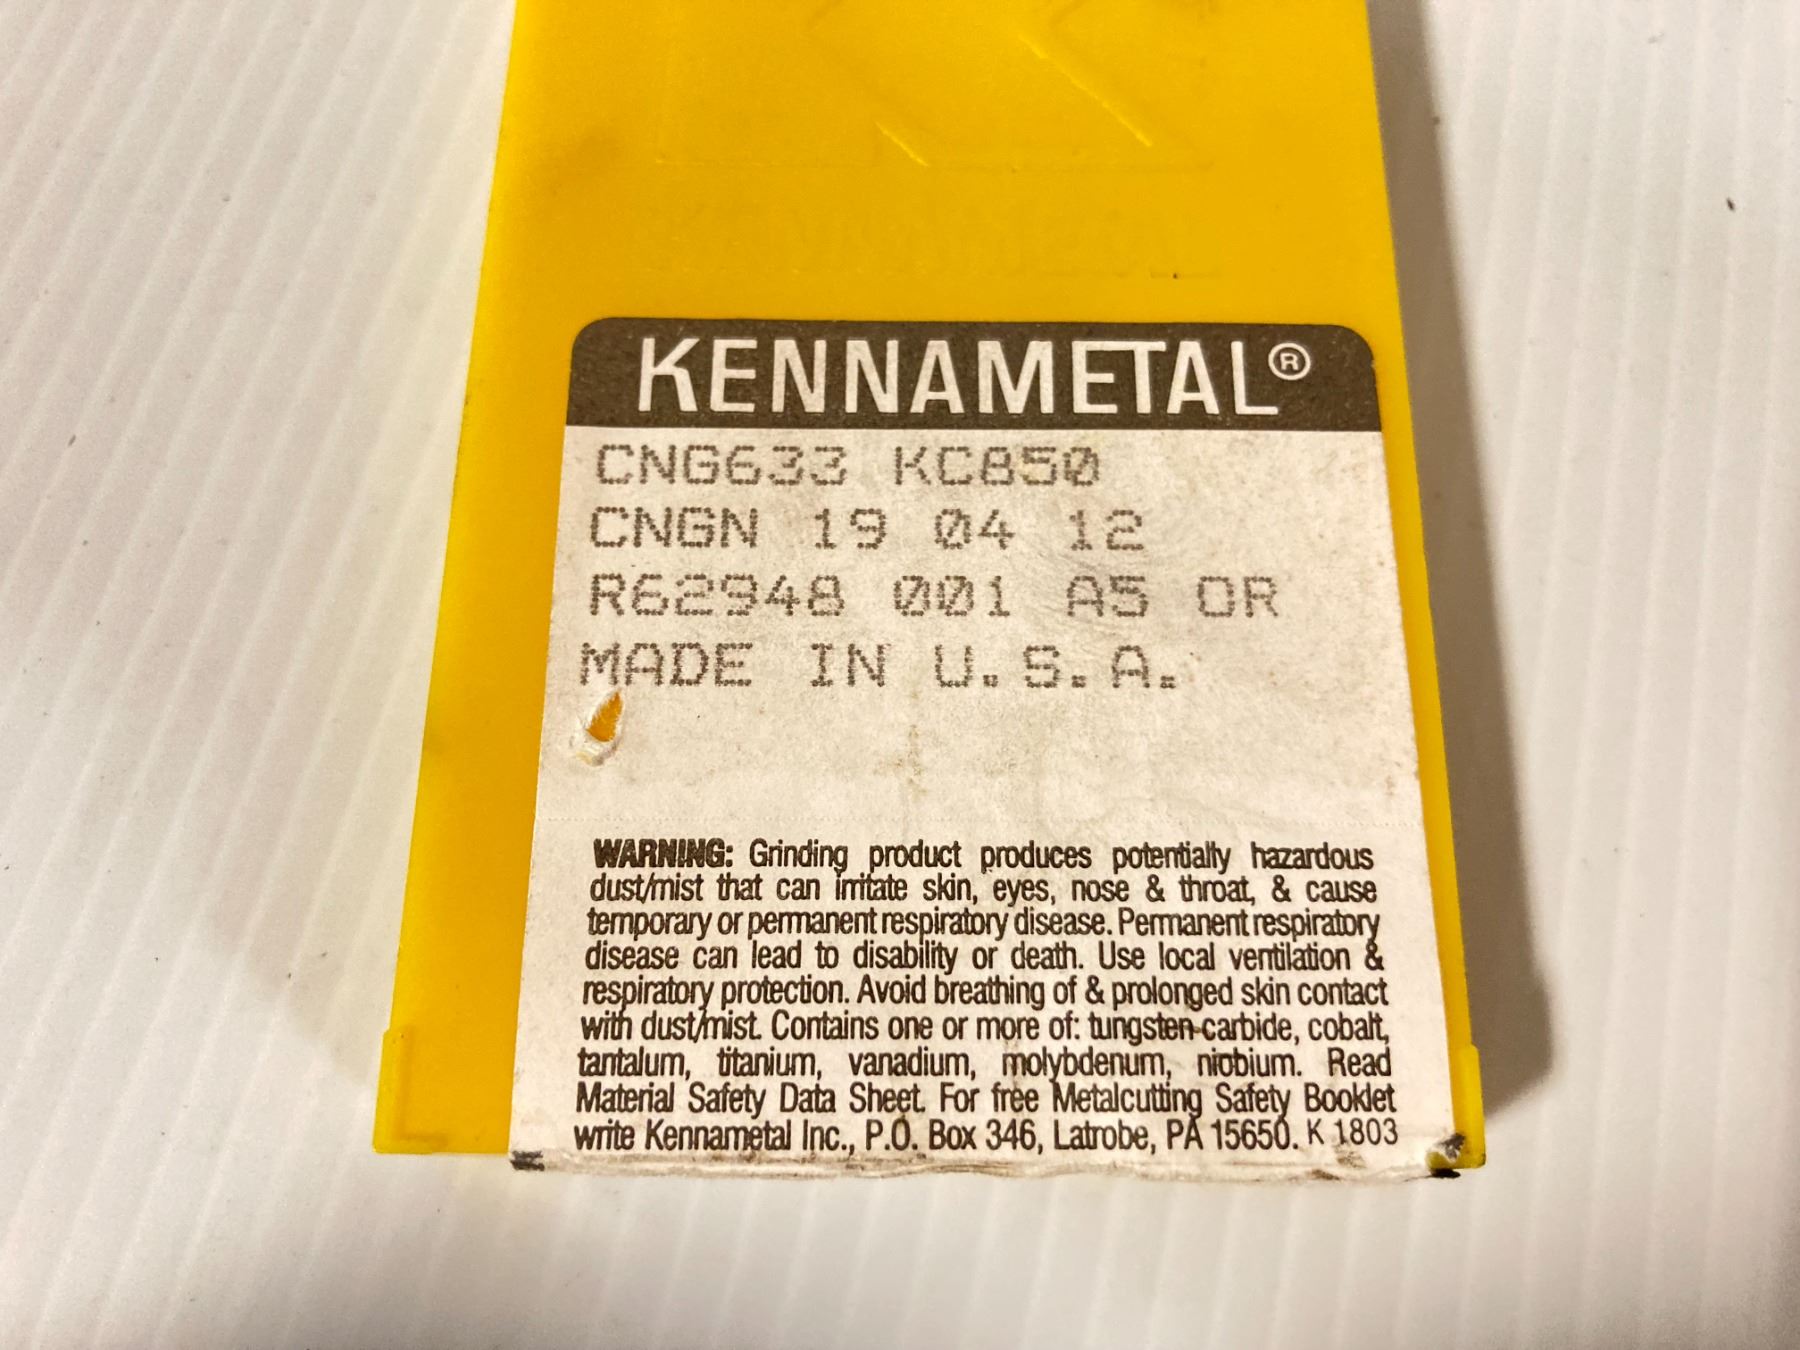 KENNAMETAL®
CNG633 KC850
CNGN 19 04 12
R62948 001 A5 OR
MADE IN U.S.A.
WARNING: Grinding product produces potentially hazardous
dust/mist that can irritate skin, eyes, nose & throat, & cause
temporary or permanent respiratory disease. Permanent respiratory
disease can lead to disability or death. Use local ventilation &
respiratory protection. Avoid breathing of & prolonged skin contact
with dust/mist. Contains one or more of: tungsten carbide, cobalt,
tantalum, titanium, vanadium, molybdenum, niobium. Read
Material Safety Data Sheet. For free Metalcutting Safety Booklet
write Kennametal Inc., P.O. Box 346, Latrobe, PA 15650. K 1803